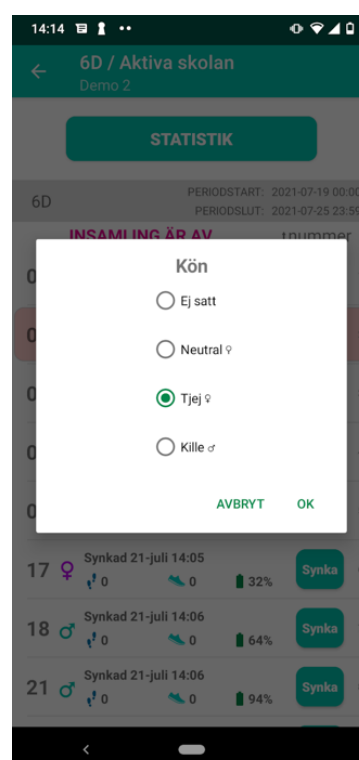 14:14
6D / Aktiva skolan
Demo 2
STATISTIK
6D
PERIODSTART: 2021-07-19 00:00
PERIODSLUT: 2021-07-25 23:59
INSAMLING ÄR AV
Kön
Ej satt
Neutral ♀
Tjej ♀
Kille ♂
AVBRYT OK
17 ♀ Synkad 21-juli 14:05
0 0 32% Synka
18 ♂ Synkad 21-juli 14:06
0 0 64% Synka
21 ♂ Synkad 21-juli 14:06
0 0 94% Synka